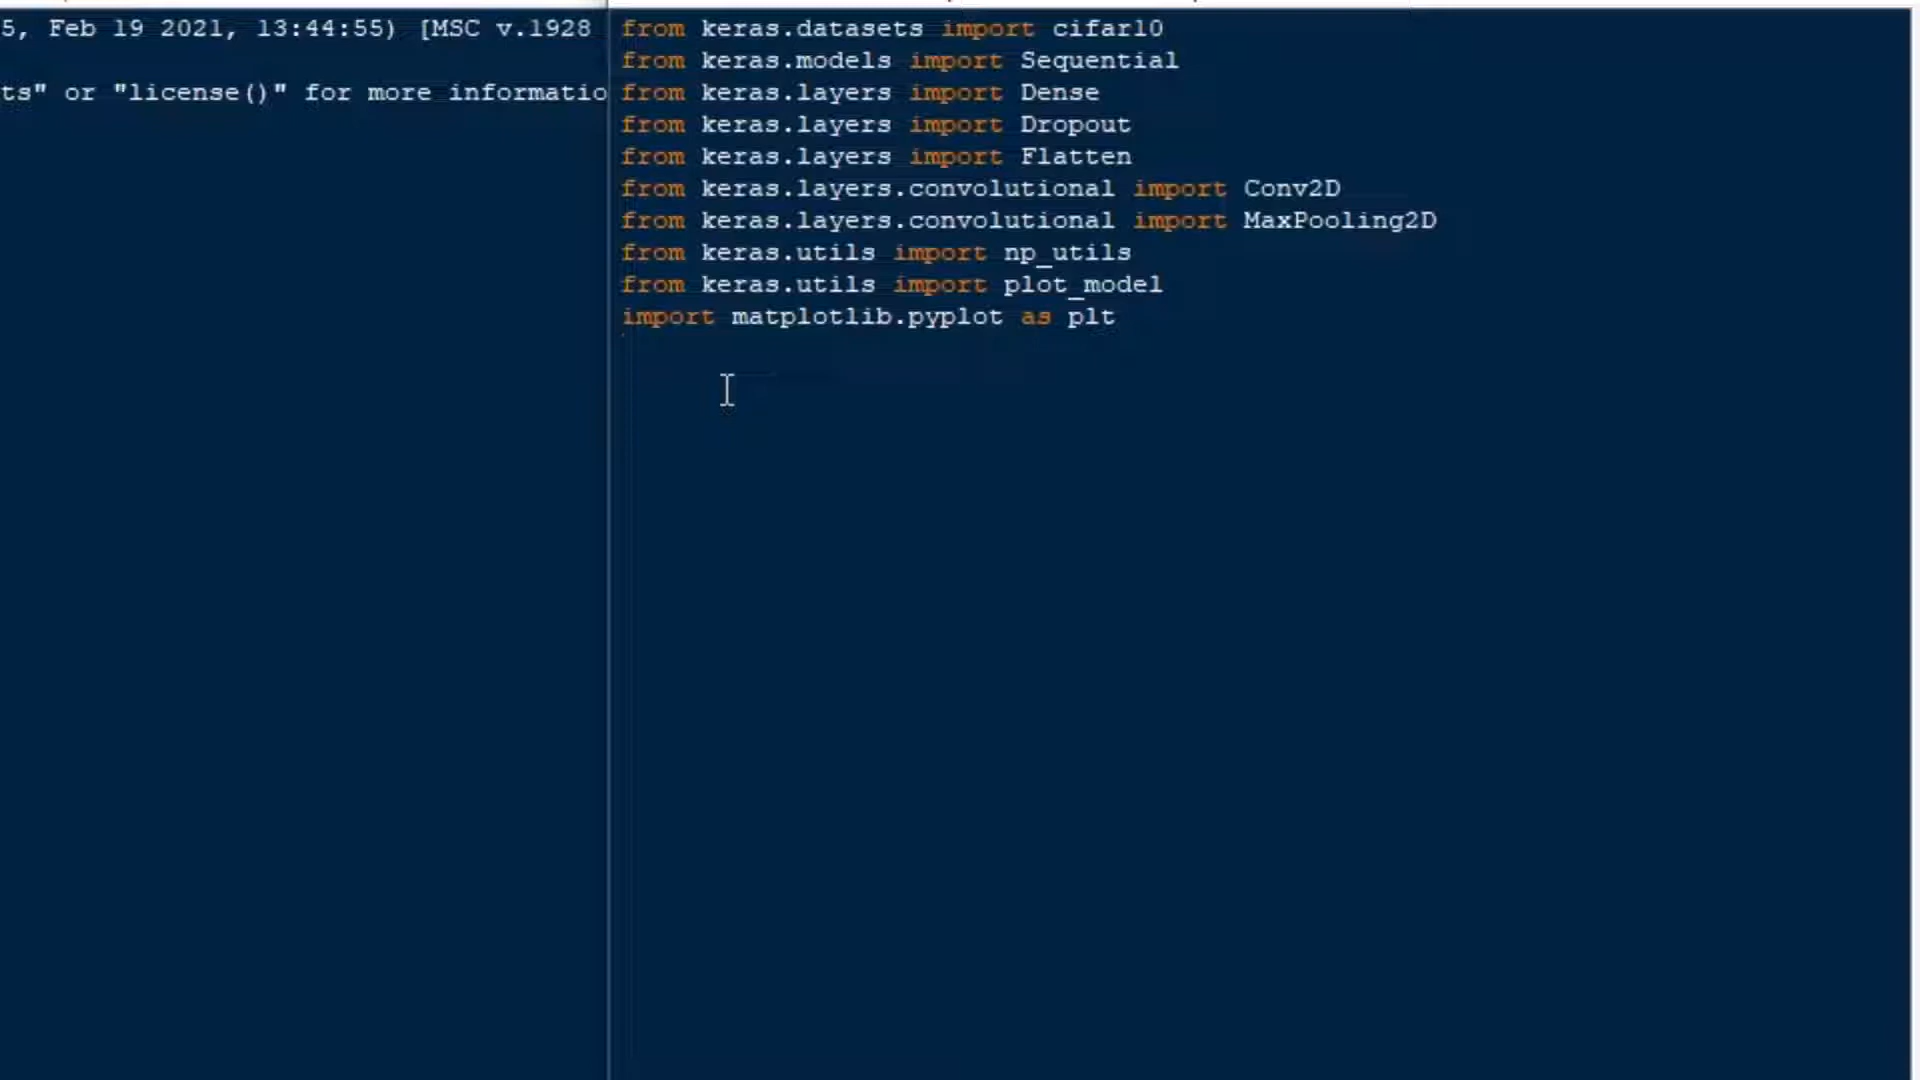 5, Feb 19 2021, 13:44:55) [MSC v.1928
ts" or "license()" for more informatio
from keras.datasets import cifar10
from keras.models import Sequential
from keras.layers import Dense
from keras.layers import Dropout
from keras.layers import Flatten
from keras.layers.convolutional import Conv2D
from keras.layers.convolutional import MaxPooling2D
from keras.utils import np_utils
from keras.utils import plot_model
import matplotlib.pyplot as plt